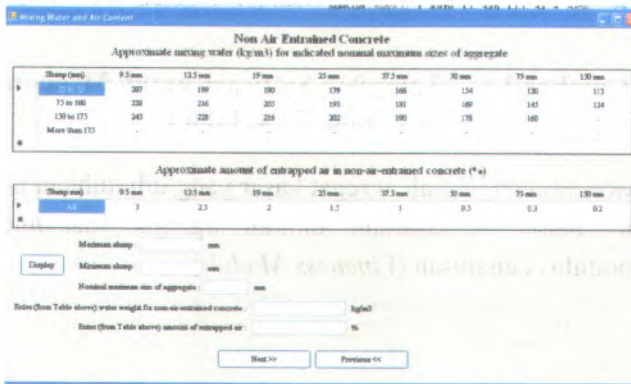 Mixing Water and Air Content
Non Air Entrained Concrete
Approximate mixing water (kg/m3) for indicated nominal maximum sizes of aggregate
Slump (mm) 9.5 mm 12.5 mm 19 mm 25 mm 37.5 mm 50 mm 75 mm 150 mm
207 199 190 179 166 154 130 113
75 to 100 228 216 205 193 181 169 145 124
150 to 175 243 228 216 202 190 178 160 -
More than 175 - - - - - - - -
Approximate amount of entrapped air in non-air-entrained concrete (%)
Slump (mm) 9.5 mm 12.5 mm 19 mm 25 mm 37.5 mm 50 mm 75 mm 150 mm
All 3 2.5 2 1.5 1 0.5 0.3 0.2
Maximum slump : mm
Display
Minimum slump : mm
Nominal maximum size of aggregate : mm
Enter (from Table above) water weight for non-air-entrained concrete : kg/m3
Enter (from Table above) amount of entrapped air : %
Next >> Previous <<